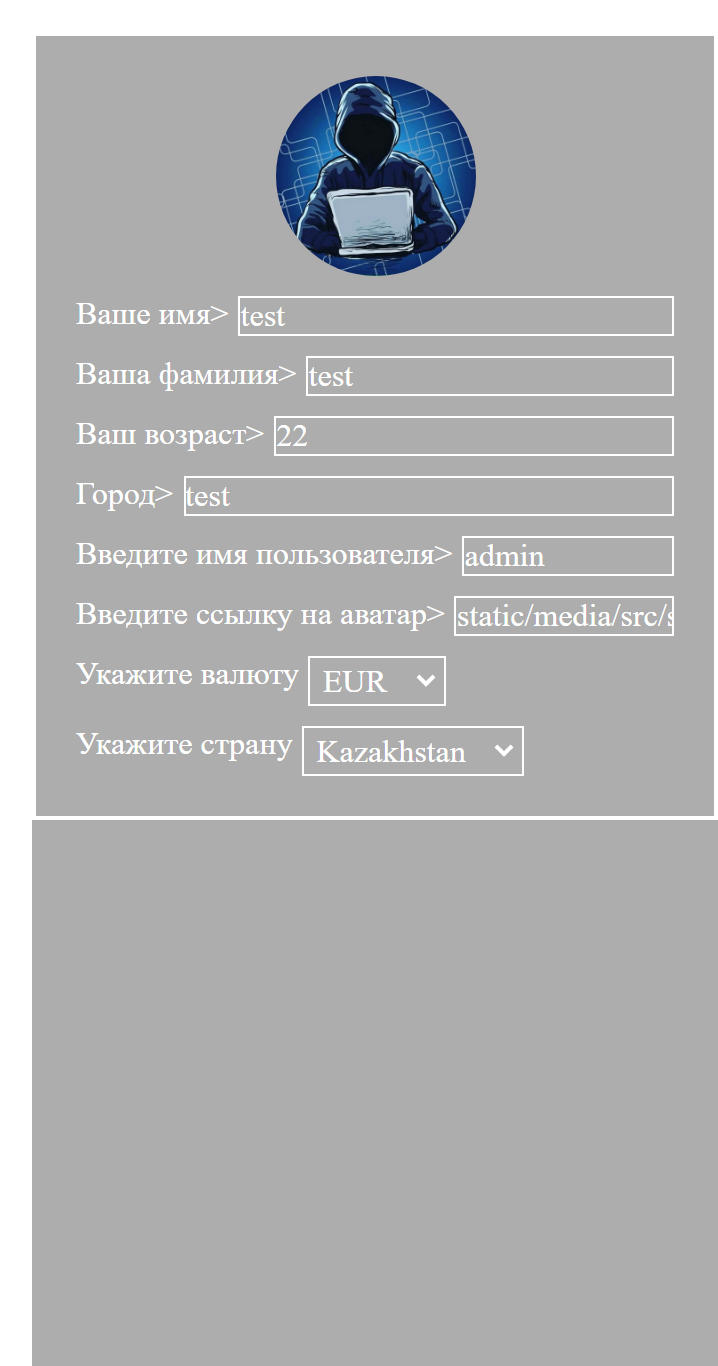 Ваше имя> test
Ваша фамилия> test
Ваш возраст> 22
Город> test
Введите имя пользователя> admin
Введите ссылку на аватар> static/media/src/s
Укажите валюту EUR
Укажите страну Kazakhstan